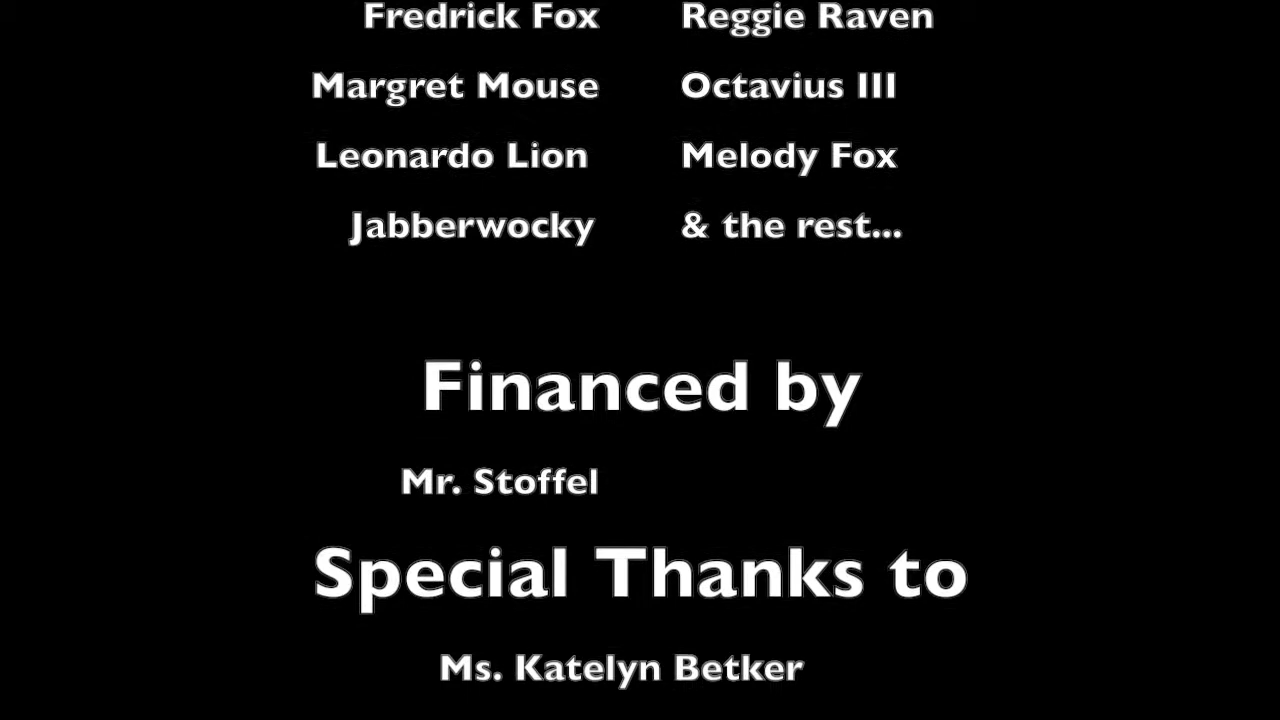 Fredrick Fox Reggie Raven
Margret Mouse Octavius III
Leonardo Lion Melody Fox
Jabberwocky & the rest...
Financed by
Mr. Stoffel
Special Thanks to
Ms. Katelyn Betker